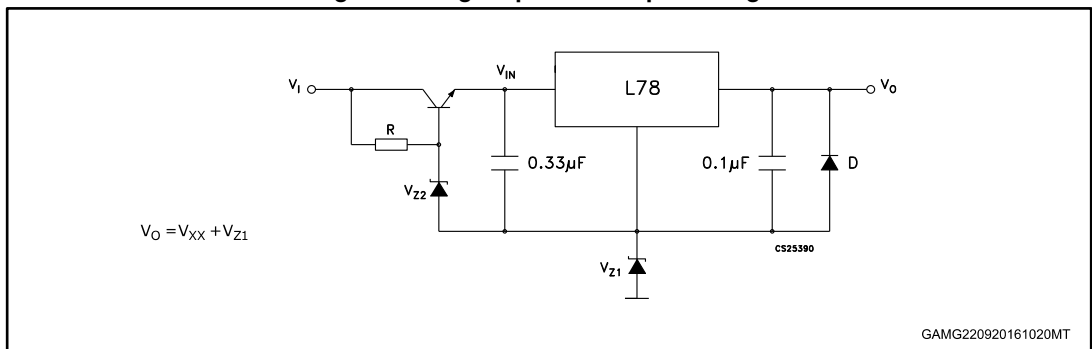 V_I
V_IN
L78
V_O
R
0.33µF
0.1µF
D
V_Z2
V_O = V_XX + V_Z1
CS25390
V_Z1
GAMG220920161020MT